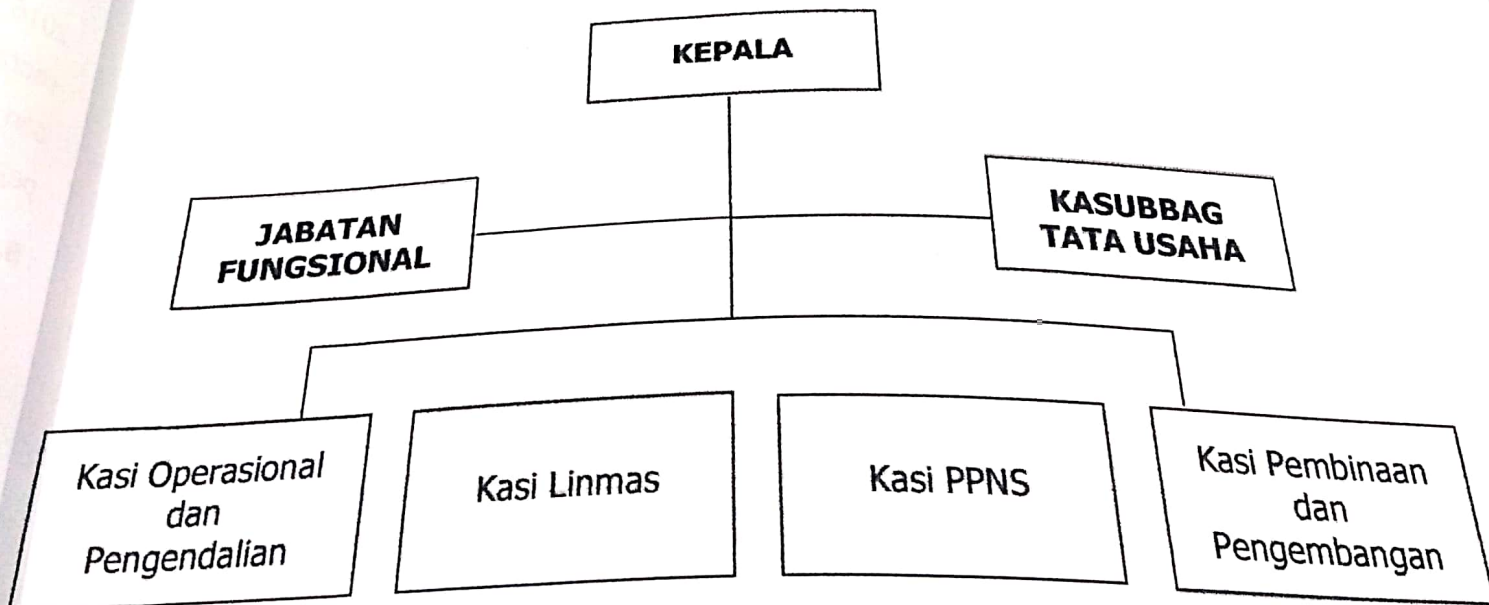 KEPALA
JABATAN
FUNGSIONAL
KASUBBAG
TATA USAHA
Kasi Operasional
dan
Pengendalian
Kasi Linmas
Kasi PPNS
Kasi Pembinaan
dan
Pengembangan